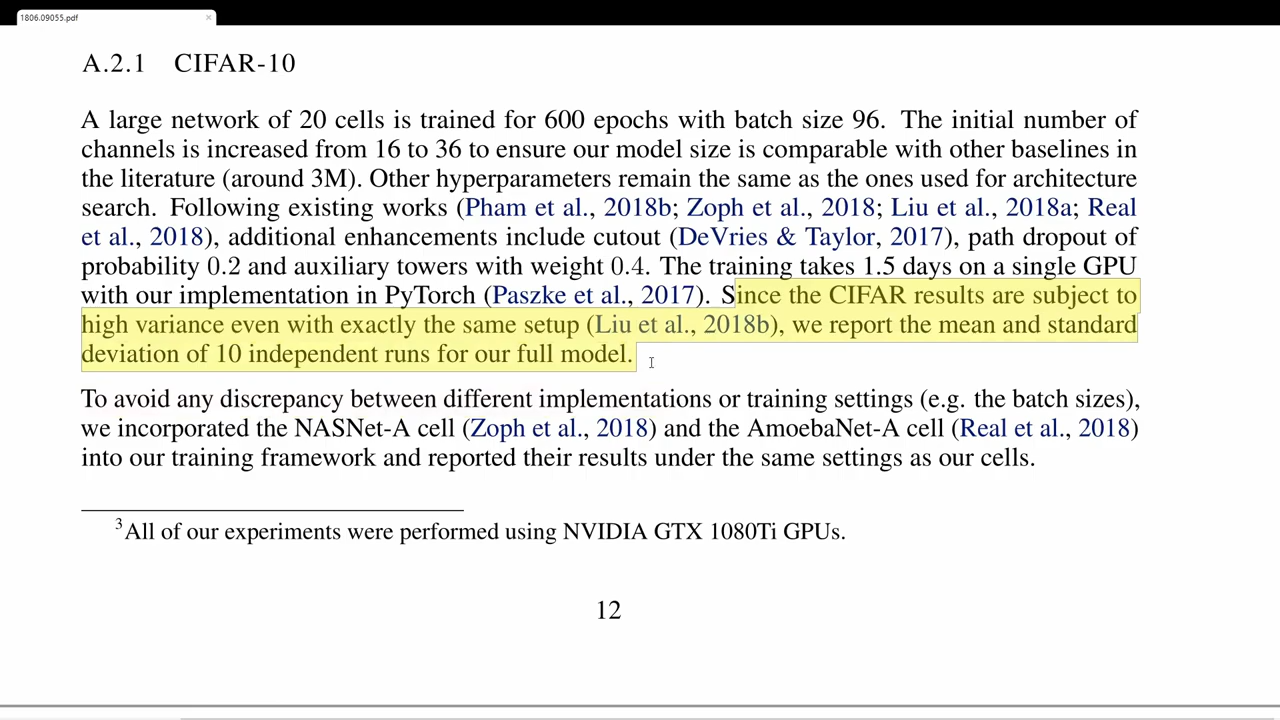 1806.09055.pdf
A.2.1 CIFAR-10
A large network of 20 cells is trained for 600 epochs with batch size 96. The initial number of
channels is increased from 16 to 36 to ensure our model size is comparable with other baselines in
the literature (around 3M). Other hyperparameters remain the same as the ones used for architecture
search. Following existing works (Pham et al., 2018b; Zoph et al., 2018; Liu et al., 2018a; Real
et al., 2018), additional enhancements include cutout (DeVries & Taylor, 2017), path dropout of
probability 0.2 and auxiliary towers with weight 0.4. The training takes 1.5 days on a single GPU
with our implementation in PyTorch (Paszke et al., 2017). Since the CIFAR results are subject to
high variance even with exactly the same setup (Liu et al., 2018b), we report the mean and standard
deviation of 10 independent runs for our full model.
To avoid any discrepancy between different implementations or training settings (e.g. the batch sizes),
we incorporated the NASNet-A cell (Zoph et al., 2018) and the AmoebaNet-A cell (Real et al., 2018)
into our training framework and reported their results under the same settings as our cells.
3All of our experiments were performed using NVIDIA GTX 1080Ti GPUs.
12